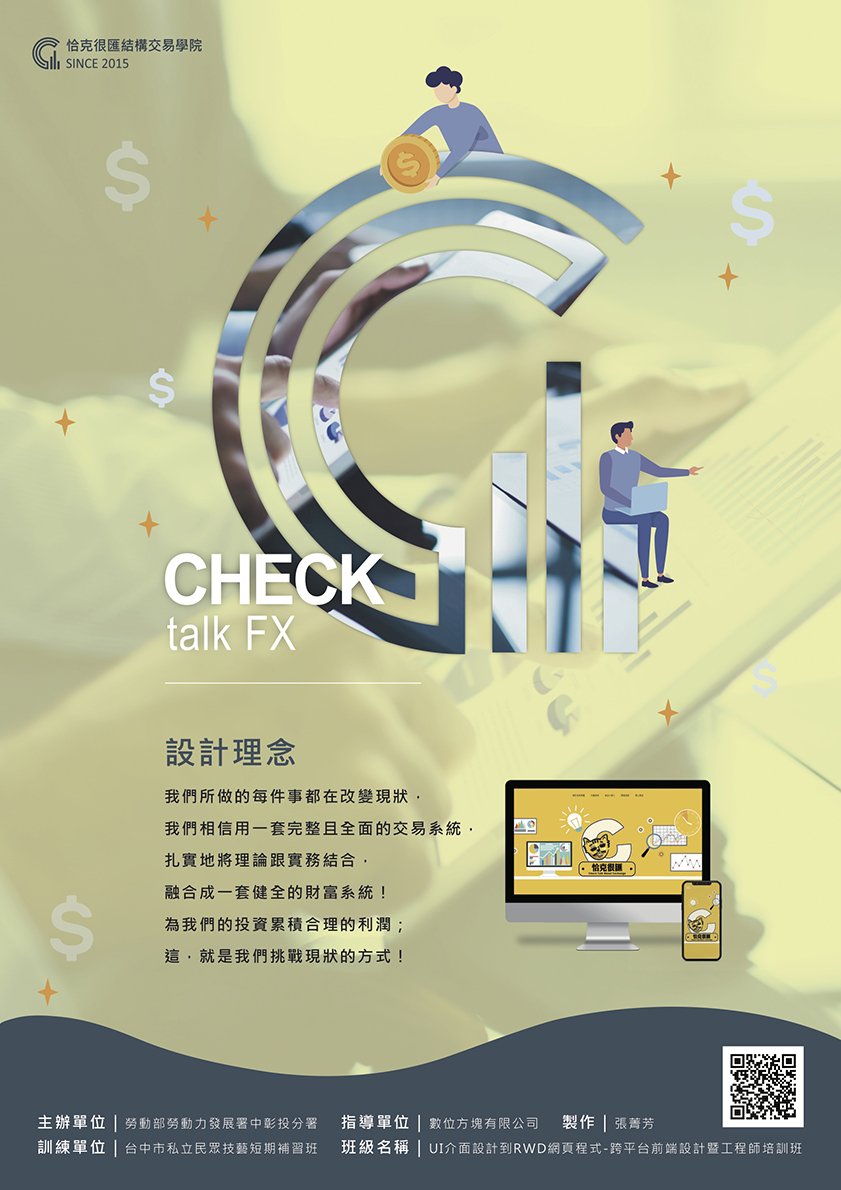 恰克很匯結構交易學院
SINCE 2015
CHECK
talk FX
設計理念
我們所做的每件事都在改變現狀，
我們相信用一套完整且全面的交易系統，
扎實地將理論跟實務結合，
融合成一套健全的財富系統！
為我們的投資累積合理的利潤；
這，就是我們挑戰現狀的方式！
恰克很匯
恰克很匯
主辦單位｜勞動部勞動力發展署中彰投分署 指導單位｜數位方塊有限公司 製作｜張菁芳
訓練單位｜台中市私立民眾技藝短期補習班 班級名稱｜UI介面設計到RWD網頁程式-跨平台前端設計暨工程師培訓班